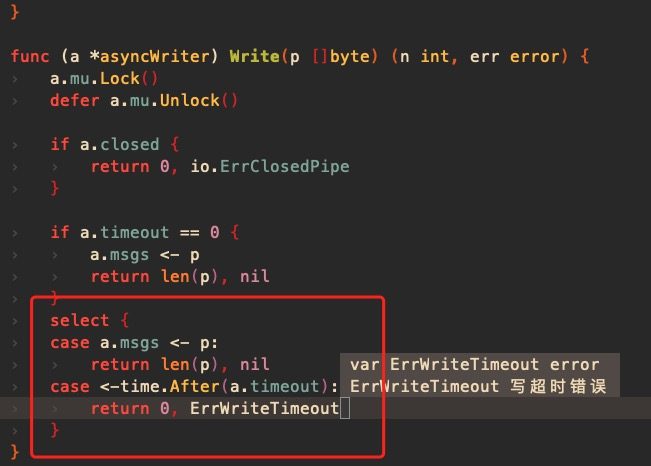 }
func (a *asyncWriter) Write(p []byte) (n int, err error) {
a.mu.Lock()
defer a.mu.Unlock()
if a.closed {
return 0, io.ErrClosedPipe
}
if a.timeout == 0 {
a.msgs <- p
return len(p), nil
}
select {
case a.msgs <- p:
return len(p), nil
var ErrWriteTimeout error
case <-time.After(a.timeout):
ErrWriteTimeout 写超时错误
return 0, ErrWriteTimeout
}
}